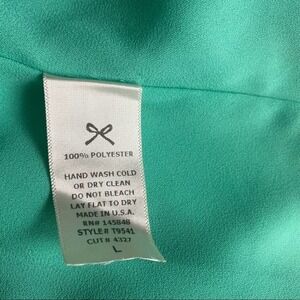 100% POLYESTER
HAND WASH COLD
OR DRY CLEAN
DO NOT BLEACH
LAY FLAT TO DRY
MADE IN U.S.A.
RN# 145848
STYLE# T9541
CUT# 4327
L